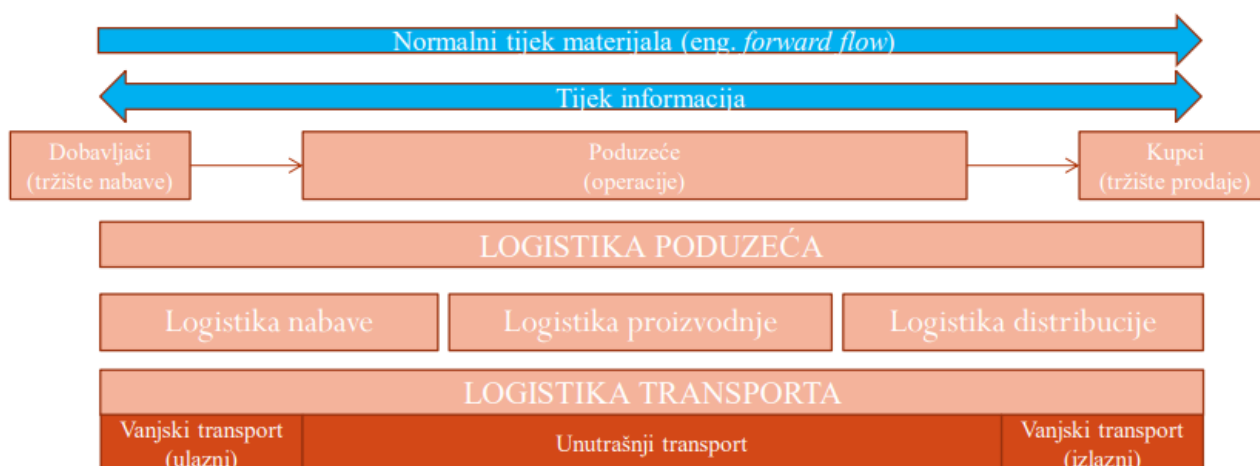 Normalni tijek materijala (eng. forward flow)
Tijek informacija
Dobavljači
(tržište nabave)
Poduzeće
(operacije)
Kupci
(tržište prodaje)
LOGISTIKA PODUZEĆA
Logistika nabave
Logistika proizvodnje
Logistika distribucije
LOGISTIKA TRANSPORTA
Vanjski transport
(ulazni)
Unutrašnji transport
Vanjski transport
(izlazni)